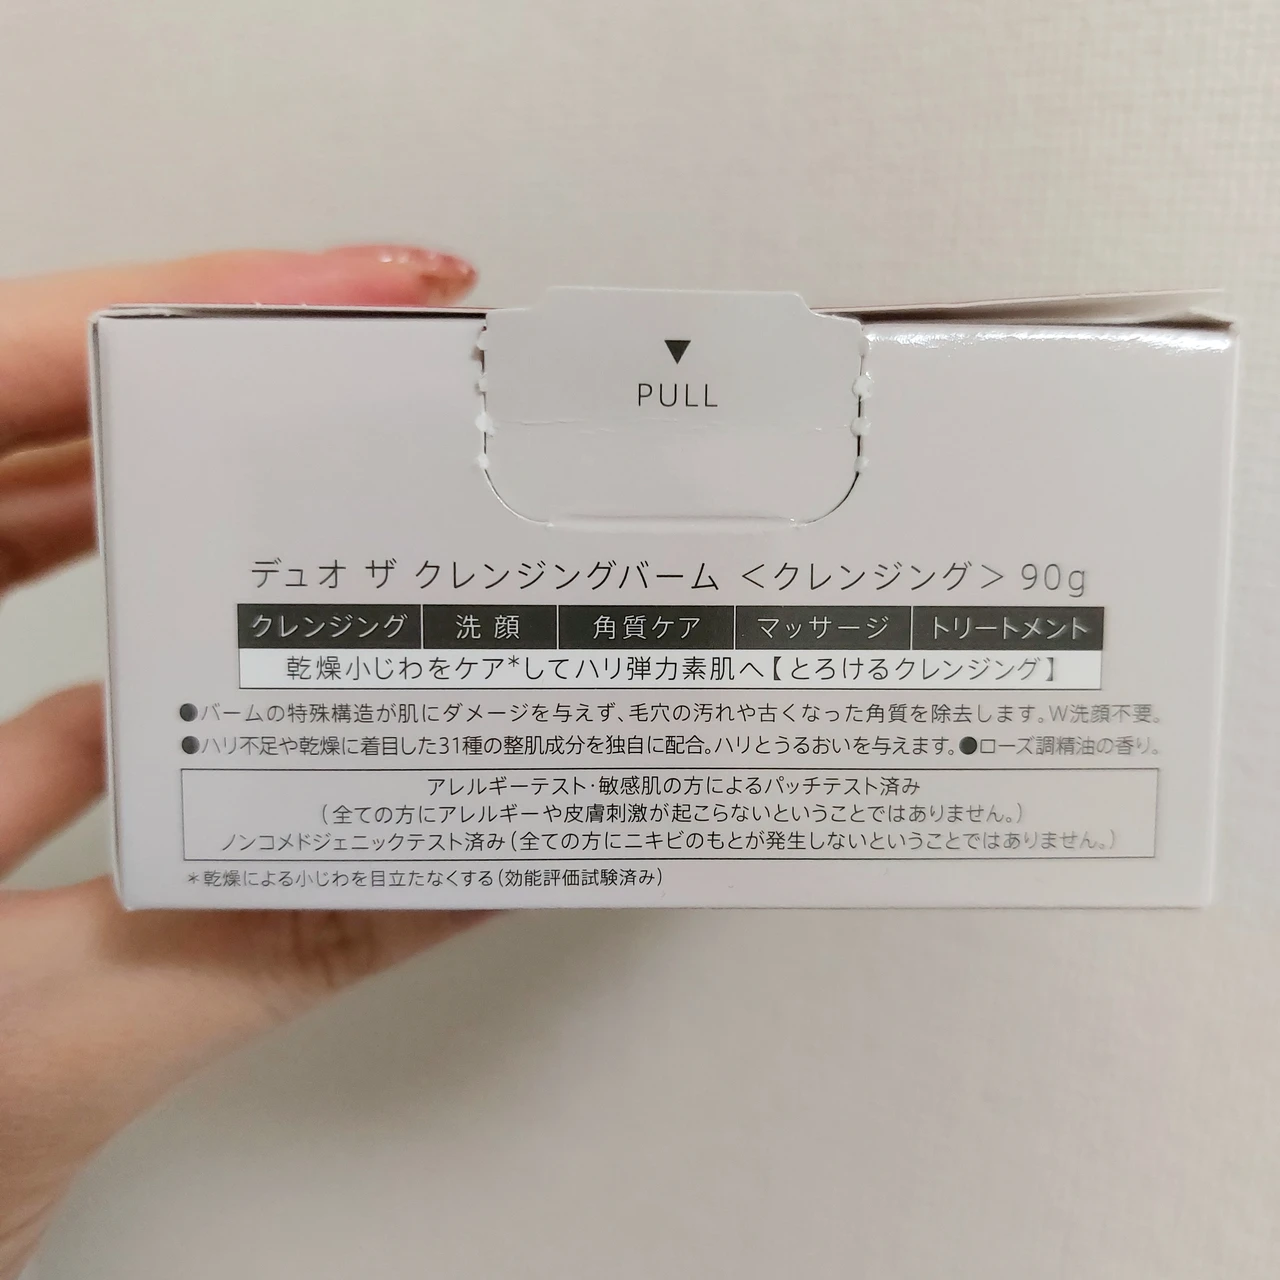 ▼
PULL
デュオ ザ クレンジングバーム ＜クレンジング＞ 90g
クレンジング 洗顔 角質ケア マッサージ トリートメント
乾燥小じわをケア*してハリ弾力素肌へ【とろけるクレンジング】
●バームの特殊構造が肌にダメージを与えず、毛穴の汚れや古くなった角質を除去します。W洗顔不要。
●ハリ不足や乾燥に着目した31種の整肌成分を独自に配合。ハリとうるおいを与えます。●ローズ調精油の香り。
アレルギーテスト・敏感肌の方によるパッチテスト済み
（全ての方にアレルギーや皮膚刺激が起こらないということではありません。）
ノンコメドジェニックテスト済み（全ての方にニキビのもとが発生しないということではありません。）
＊乾燥による小じわを目立たなくする（効能評価試験済み）